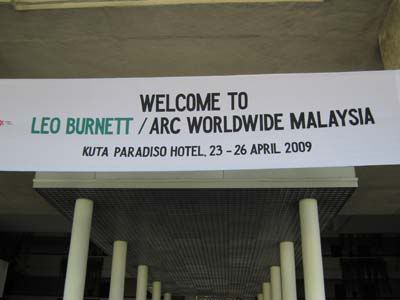 WELCOME TO
LEO BURNETT / ARC WORLDWIDE MALAYSIA
KUTA PARADISO HOTEL, 23 - 26 APRIL 2009